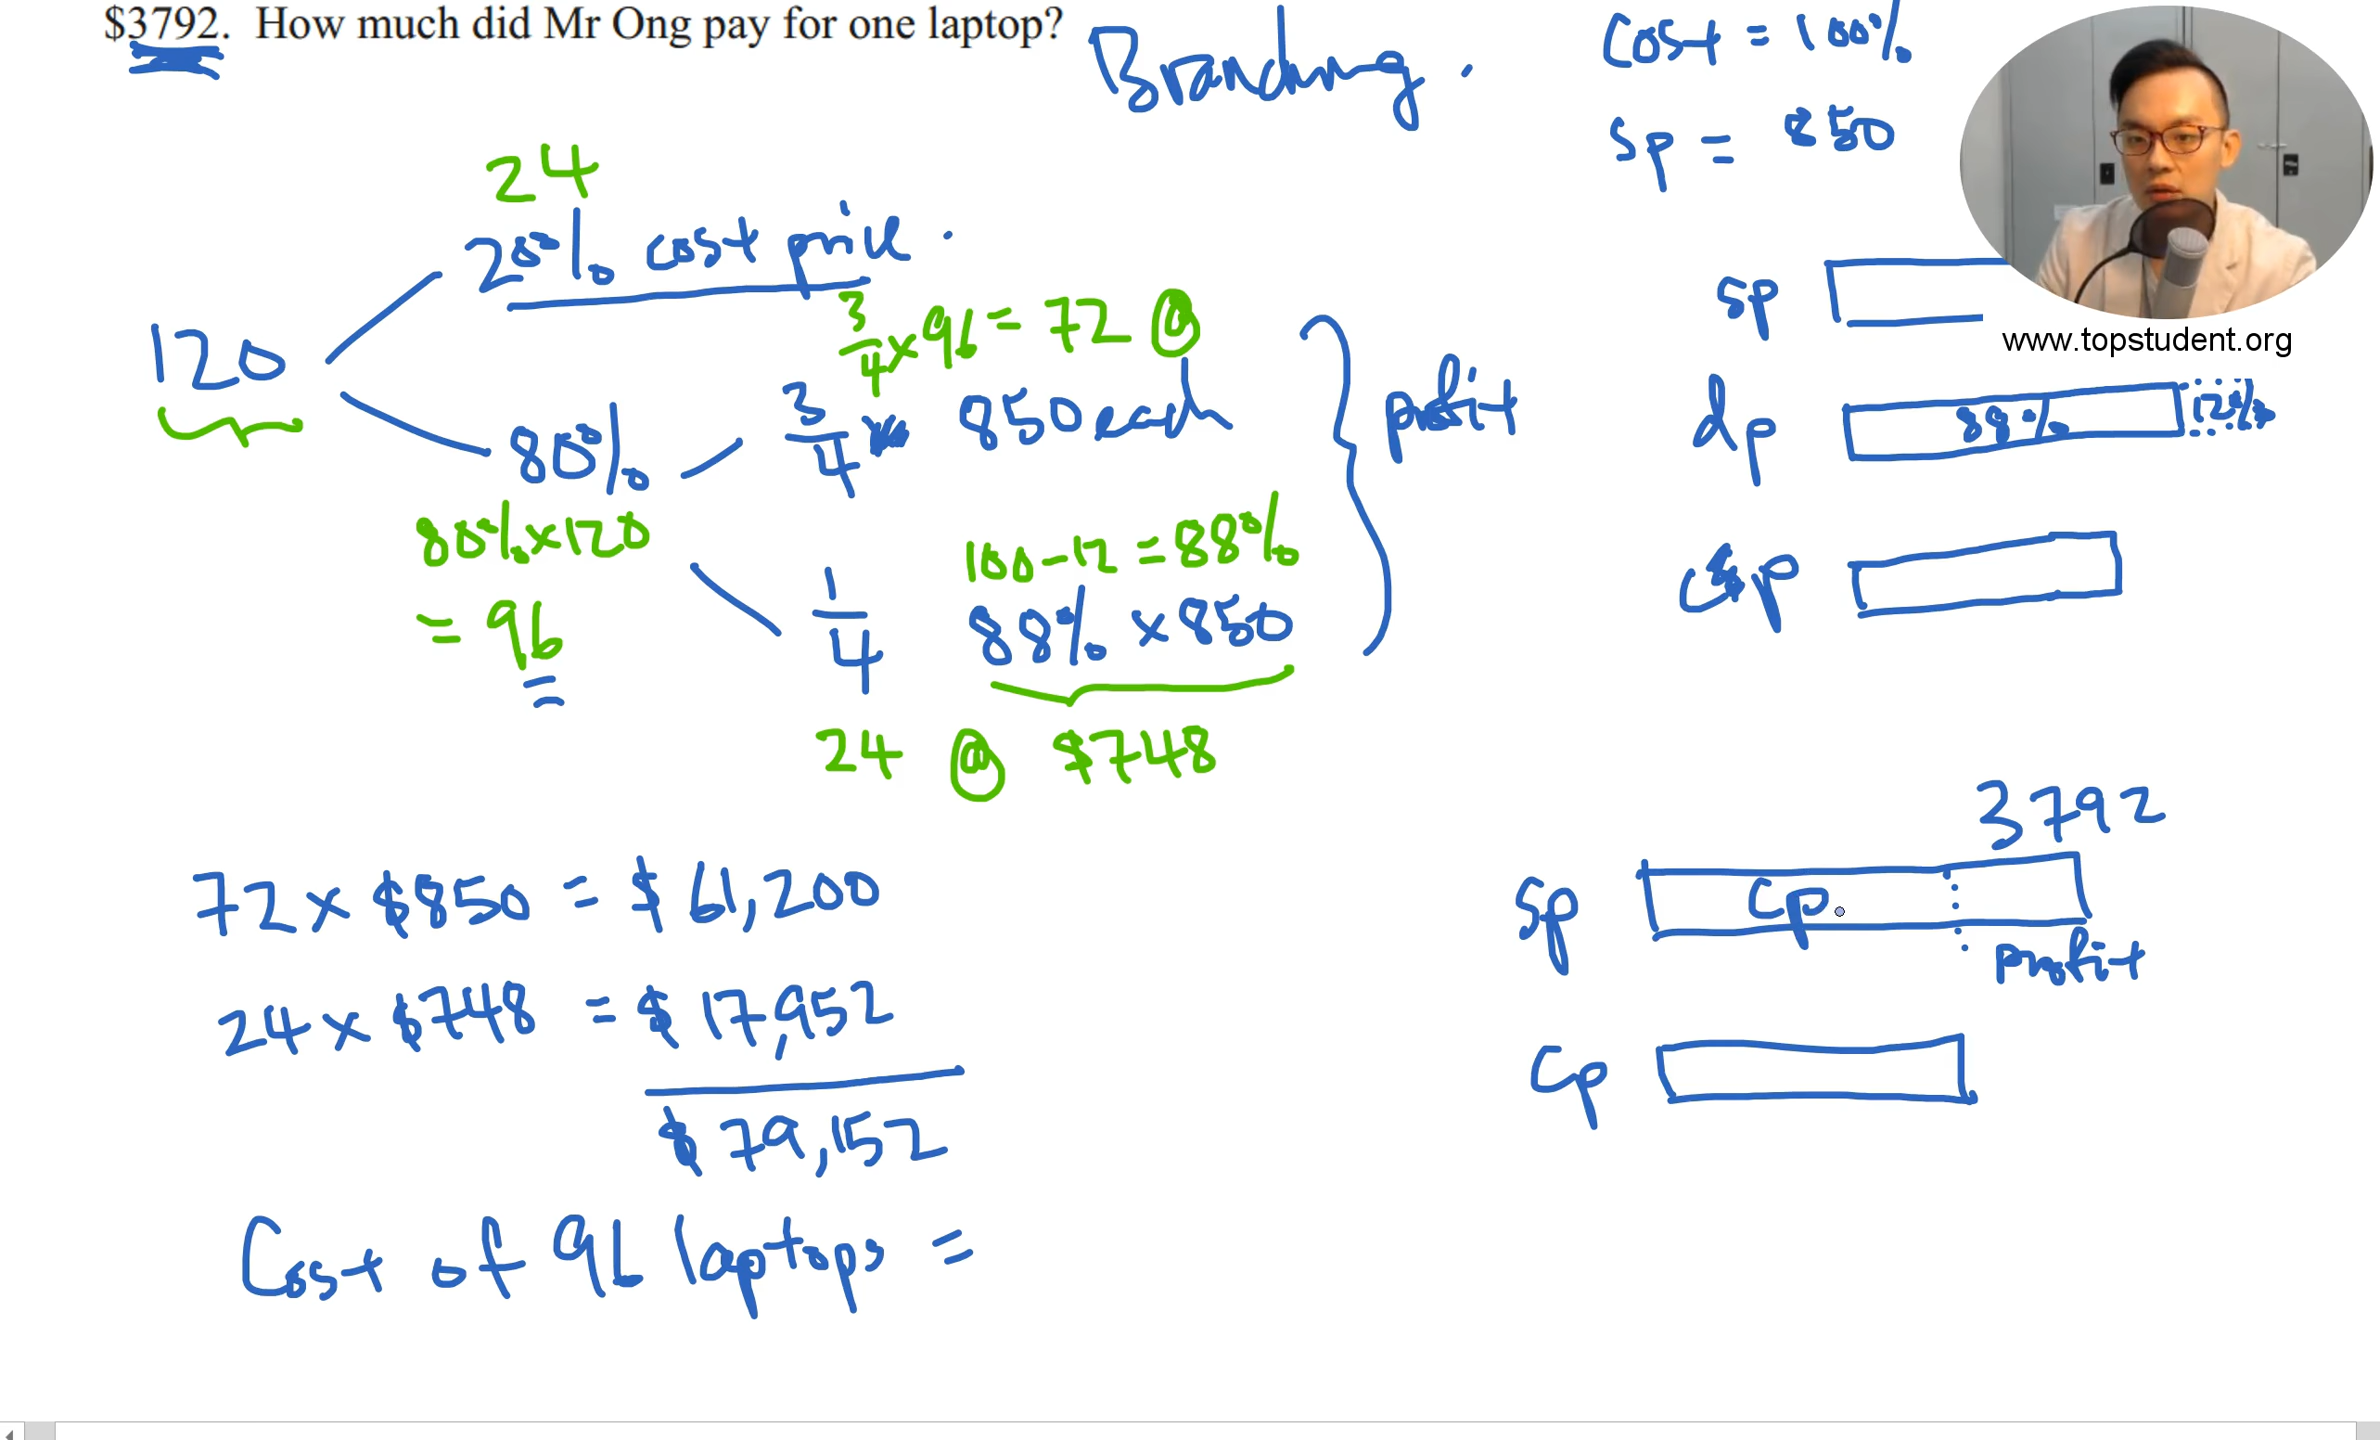 $3792. How much did Mr Ong pay for one laptop?
Branching.
Cost = 100%
SP = 850
24
20% cost price.
120
3/4 x 96 = 72 @
80%
3/4 850 each
profit
80% x 120
= 96
100 - 12 = 88%
1/4 88% x 850
24 @ $748
sp
www.topstudent.org
dp 88% 12%
cp
72 x $850 = $61,200
24 x $748 = $17,952
$79,152
Cost of 96 laptops =
3792
Sp Cp.
profit
Cp